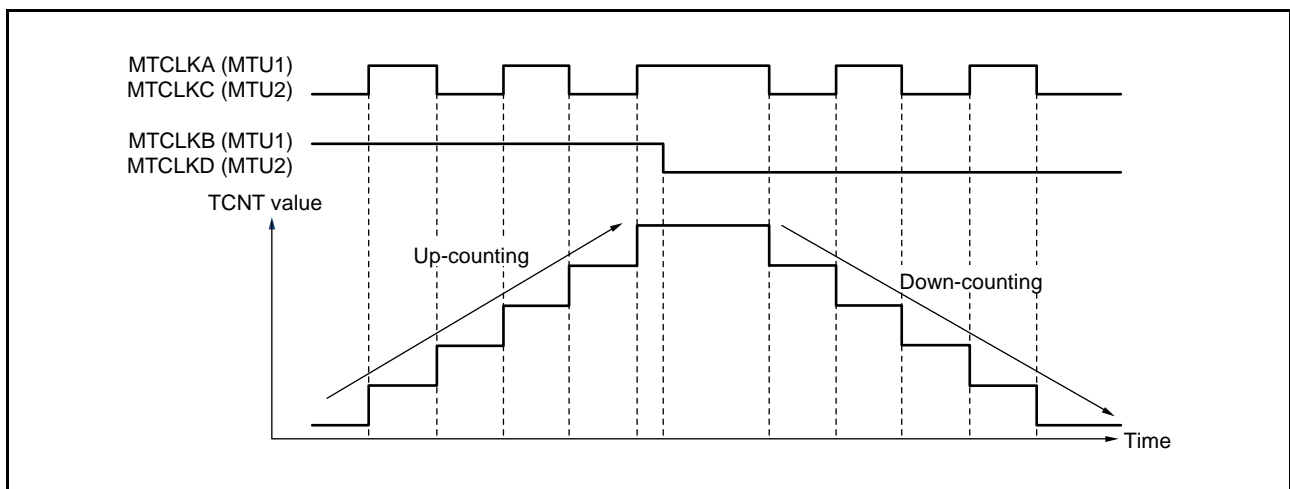 MTCLKA (MTU1)
MTCLKC (MTU2)
MTCLKB (MTU1)
MTCLKD (MTU2)
TCNT value
Up-counting
Down-counting
Time